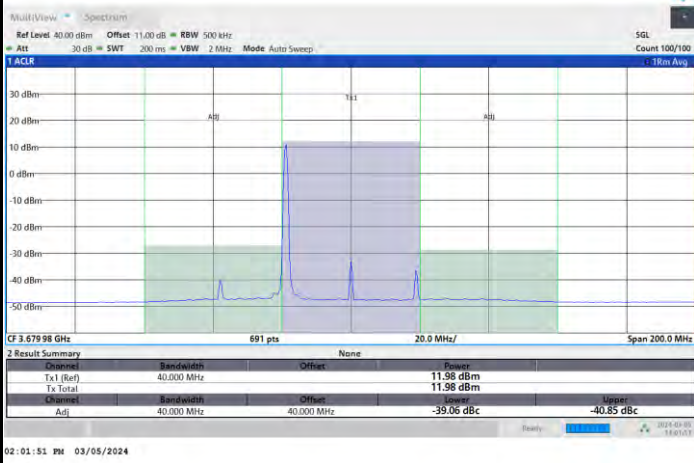 MultiView Spectrum
Ref Level 40.00 dBm Offset 11.00 dB RBW 500 kHz SGL
Att 30 dB SWT 200 ms VBW 2 MHz Mode Auto Sweep Count 100/100
1 ACLR 1Rm Avg
30 dBm
Tx1
20 dBm
Adj Adj
10 dBm
0 dBm
-10 dBm
-20 dBm
-30 dBm
-40 dBm
-50 dBm
CF 3.67998 GHz 691 pts 20.0 MHz/ Span 200.0 MHz
2 Result Summary None
Channel Bandwidth Offset Power
Tx1 (Ref) 40.000 MHz 11.98 dBm
Tx Total 11.98 dBm
Channel Bandwidth Offset Lower Upper
Adj 40.000 MHz 40.000 MHz -39.06 dBc -40.85 dBc
Ready 2024-03-05
02:01:51 PM 03/05/2024